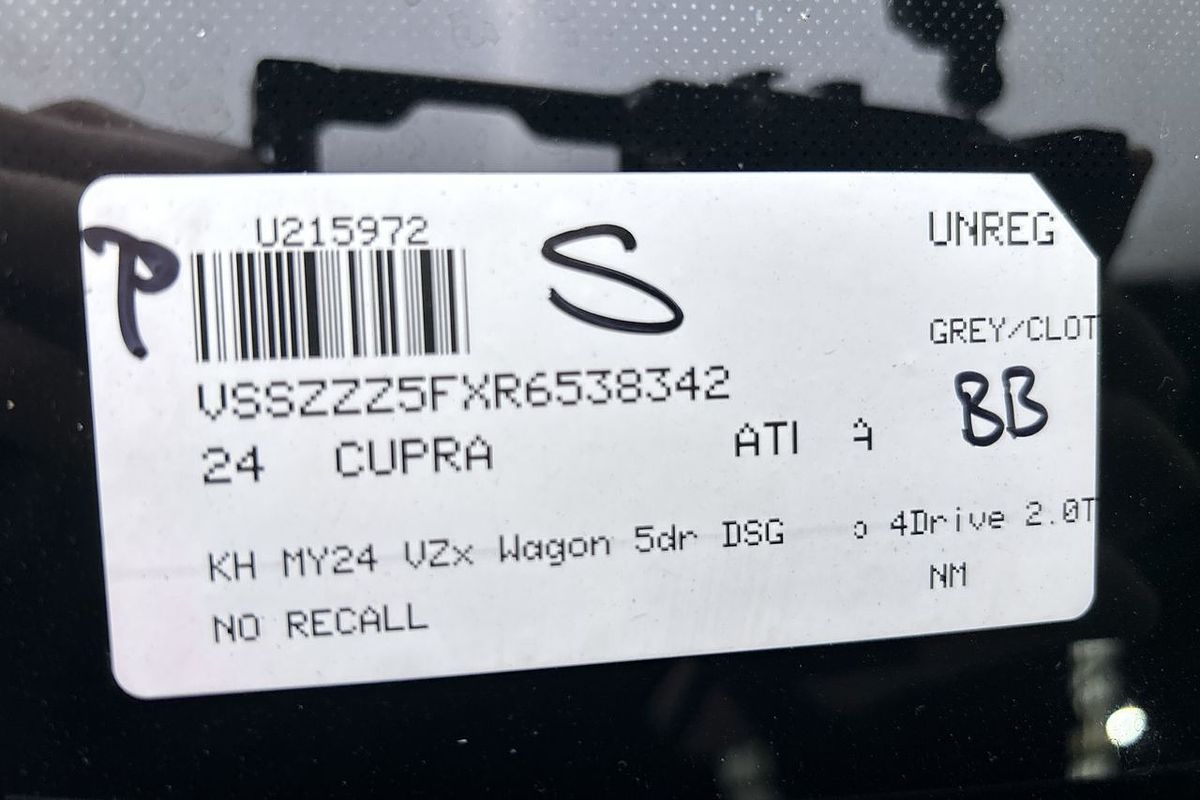 U215972
P
S
UNREG
GREY/CLOT
VSSZZZ5FXR6538342
BB
24 CUPRA ATI
KH MY24 VZx Wagon 5dr DSG 4Drive 2.0T
NM
NO RECALL